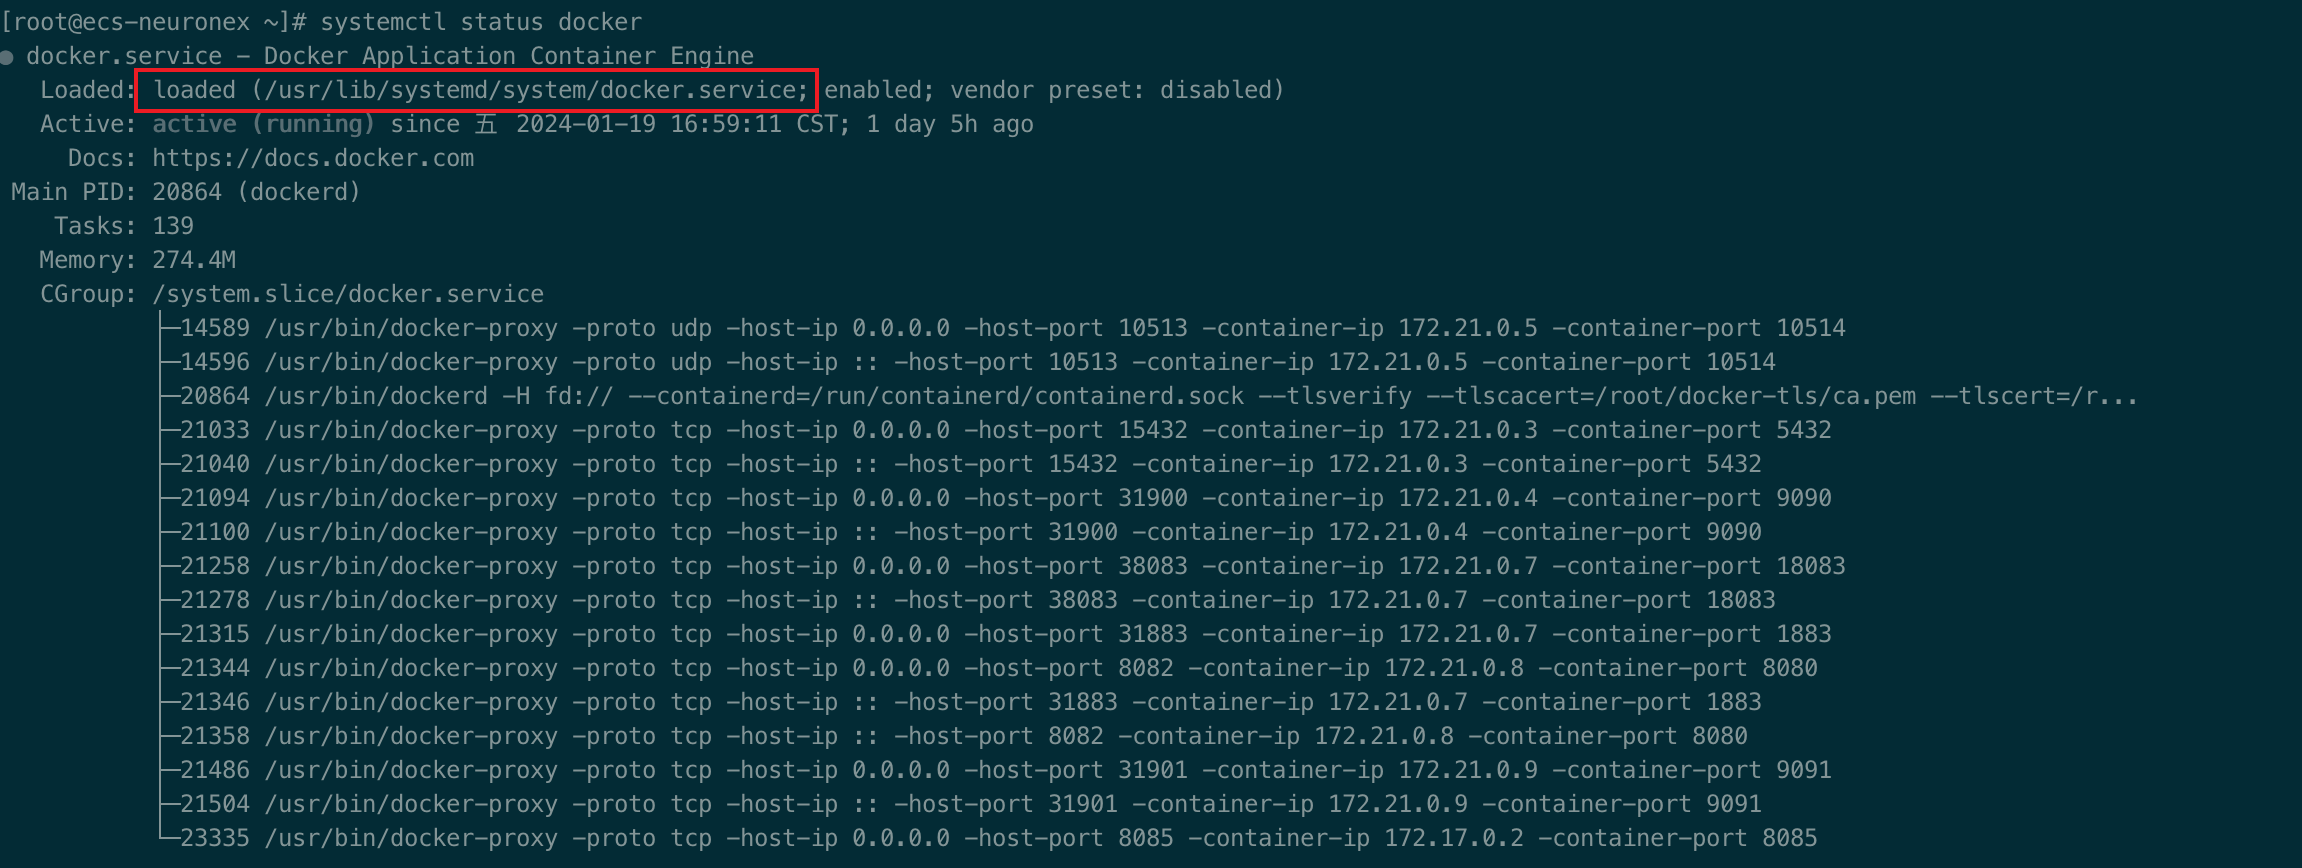 [root@ecs-neuronex ~]# systemctl status docker
● docker.service - Docker Application Container Engine
Loaded: loaded (/usr/lib/systemd/system/docker.service; enabled; vendor preset: disabled)
Active: active (running) since 五 2024-01-19 16:59:11 CST; 1 day 5h ago
Docs: https://docs.docker.com
Main PID: 20864 (dockerd)
Tasks: 139
Memory: 274.4M
CGroup: /system.slice/docker.service
├─14589 /usr/bin/docker-proxy -proto udp -host-ip 0.0.0.0 -host-port 10513 -container-ip 172.21.0.5 -container-port 10514
├─14596 /usr/bin/docker-proxy -proto udp -host-ip :: -host-port 10513 -container-ip 172.21.0.5 -container-port 10514
├─20864 /usr/bin/dockerd -H fd:// --containerd=/run/containerd/containerd.sock --tlsverify --tlscacert=/root/docker-tls/ca.pem --tlscert=/r...
├─21033 /usr/bin/docker-proxy -proto tcp -host-ip 0.0.0.0 -host-port 15432 -container-ip 172.21.0.3 -container-port 5432
├─21040 /usr/bin/docker-proxy -proto tcp -host-ip :: -host-port 15432 -container-ip 172.21.0.3 -container-port 5432
├─21094 /usr/bin/docker-proxy -proto tcp -host-ip 0.0.0.0 -host-port 31900 -container-ip 172.21.0.4 -container-port 9090
├─21100 /usr/bin/docker-proxy -proto tcp -host-ip :: -host-port 31900 -container-ip 172.21.0.4 -container-port 9090
├─21258 /usr/bin/docker-proxy -proto tcp -host-ip 0.0.0.0 -host-port 38083 -container-ip 172.21.0.7 -container-port 18083
├─21278 /usr/bin/docker-proxy -proto tcp -host-ip :: -host-port 38083 -container-ip 172.21.0.7 -container-port 18083
├─21315 /usr/bin/docker-proxy -proto tcp -host-ip 0.0.0.0 -host-port 31883 -container-ip 172.21.0.7 -container-port 1883
├─21344 /usr/bin/docker-proxy -proto tcp -host-ip 0.0.0.0 -host-port 8082 -container-ip 172.21.0.8 -container-port 8080
├─21346 /usr/bin/docker-proxy -proto tcp -host-ip :: -host-port 31883 -container-ip 172.21.0.7 -container-port 1883
├─21358 /usr/bin/docker-proxy -proto tcp -host-ip :: -host-port 8082 -container-ip 172.21.0.8 -container-port 8080
├─21486 /usr/bin/docker-proxy -proto tcp -host-ip 0.0.0.0 -host-port 31901 -container-ip 172.21.0.9 -container-port 9091
├─21504 /usr/bin/docker-proxy -proto tcp -host-ip :: -host-port 31901 -container-ip 172.21.0.9 -container-port 9091
└─23335 /usr/bin/docker-proxy -proto tcp -host-ip 0.0.0.0 -host-port 8085 -container-ip 172.17.0.2 -container-port 8085